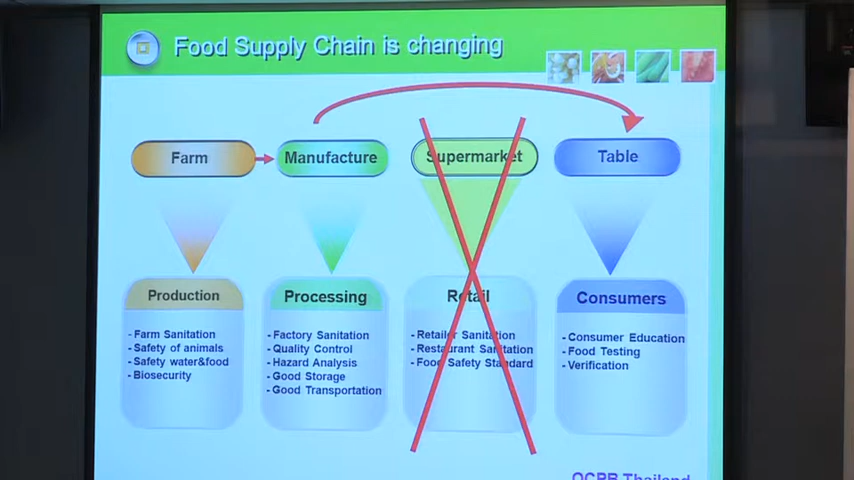 Food Supply Chain is changing
Farm
Manufacture
Supermarket
Table
Production
- Farm Sanitation
- Safety of animals
- Safety water&food
- Biosecurity
Processing
- Factory Sanitation
- Quality Control
- Hazard Analysis
- Good Storage
- Good Transportation
Retail
- Retailer Sanitation
- Restaurant Sanitation
- Food Safety Standard
Consumers
- Consumer Education
- Food Testing
- Verification
OCPB Thailand